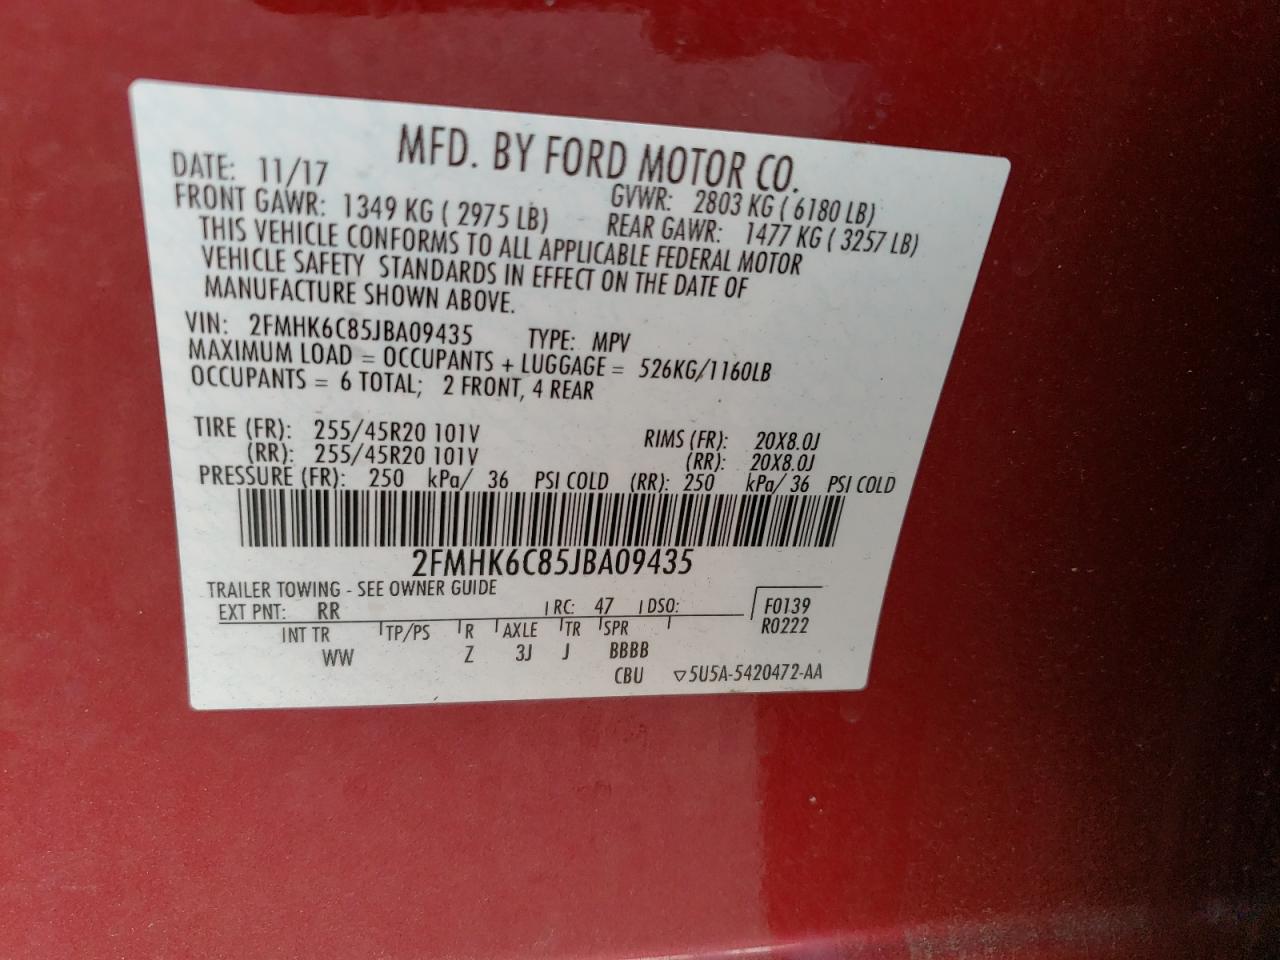 MFD. BY FORD MOTOR CO.
DATE: 11/17 GVWR: 2803 KG ( 6180 LB)
FRONT GAWR: 1349 KG ( 2975 LB) REAR GAWR: 1477 KG ( 3257 LB)
THIS VEHICLE CONFORMS TO ALL APPLICABLE FEDERAL MOTOR
VEHICLE SAFETY STANDARDS IN EFFECT ON THE DATE OF
MANUFACTURE SHOWN ABOVE.
VIN: 2FMHK6C85JBA09435 TYPE: MPV
MAXIMUM LOAD = OCCUPANTS + LUGGAGE = 526KG/1160LB
OCCUPANTS = 6 TOTAL; 2 FRONT, 4 REAR
TIRE (FR): 255/45R20 101V RIMS (FR): 20X8.0J
(RR): 255/45R20 101V (RR): 20X8.0J
PRESSURE (FR): 250 kPa/ 36 PSI COLD (RR): 250 kPa/ 36 PSI COLD
2FMHK6C85JBA09435
TRAILER TOWING - SEE OWNER GUIDE
EXT PNT: RR RC: 47 DSO: F0139
INT TR TP/PS R AXLE TR SPR R0222
WW Z 3J J BBBB
CBU ▽5U5A-5420472-AA